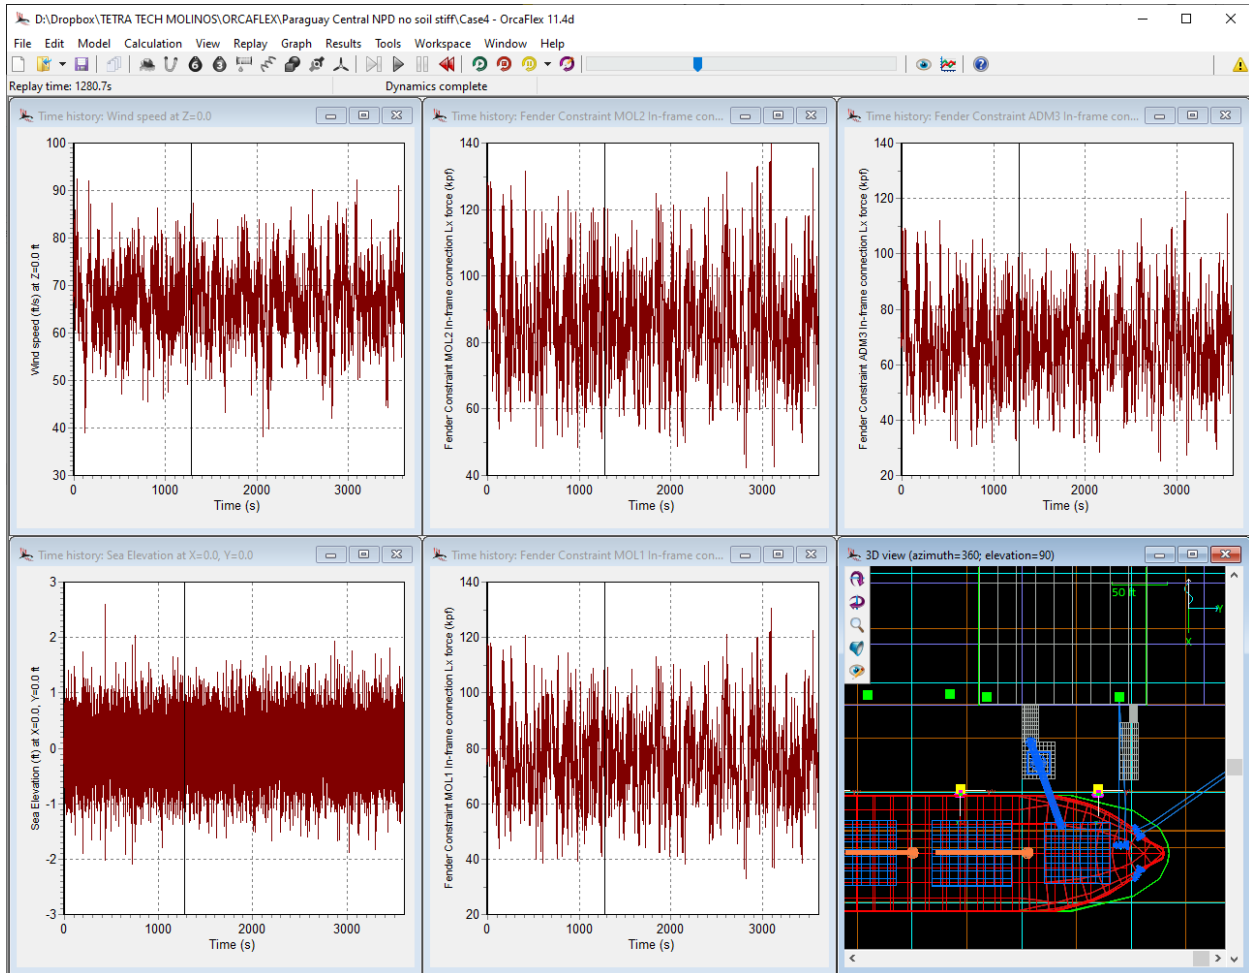 D:\Dropbox\TETRA TECH MOLINOS\ORCAFLEX\Paraguay Central NPD no soil stiff\Case4 - OrcaFlex 11.4d
File Edit Model Calculation View Replay Graph Results Tools Workspace Window Help
Replay time: 1280.7s Dynamics complete
Time history: Wind speed at Z=0.0
Wind speed (ft/s) at Z=0.0 ft
100
90
80
70
60
50
40
30
0 1000 2000 3000
Time (s)
Time history: Fender Constraint MOL2 In-frame con...
Fender Constraint MOL2 In-frame connection Lx force (kpf)
140
120
100
80
60
40
0 1000 2000 3000
Time (s)
Time history: Fender Constraint ADM3 In-frame con...
Fender Constraint ADM3 In-frame connection Lx force (kpf)
140
120
100
80
60
40
20
0 1000 2000 3000
Time (s)
Time history: Sea Elevation at X=0.0, Y=0.0
Sea Elevation (ft) at X=0.0, Y=0.0 ft
3
2
1
0
-1
-2
-3
0 1000 2000 3000
Time (s)
Time history: Fender Constraint MOL1 In-frame con...
Fender Constraint MOL1 In-frame connection Lx force (kpf)
140
120
100
80
60
40
20
0 1000 2000 3000
Time (s)
3D view (azimuth=360; elevation=90)
50 ft
Y
X